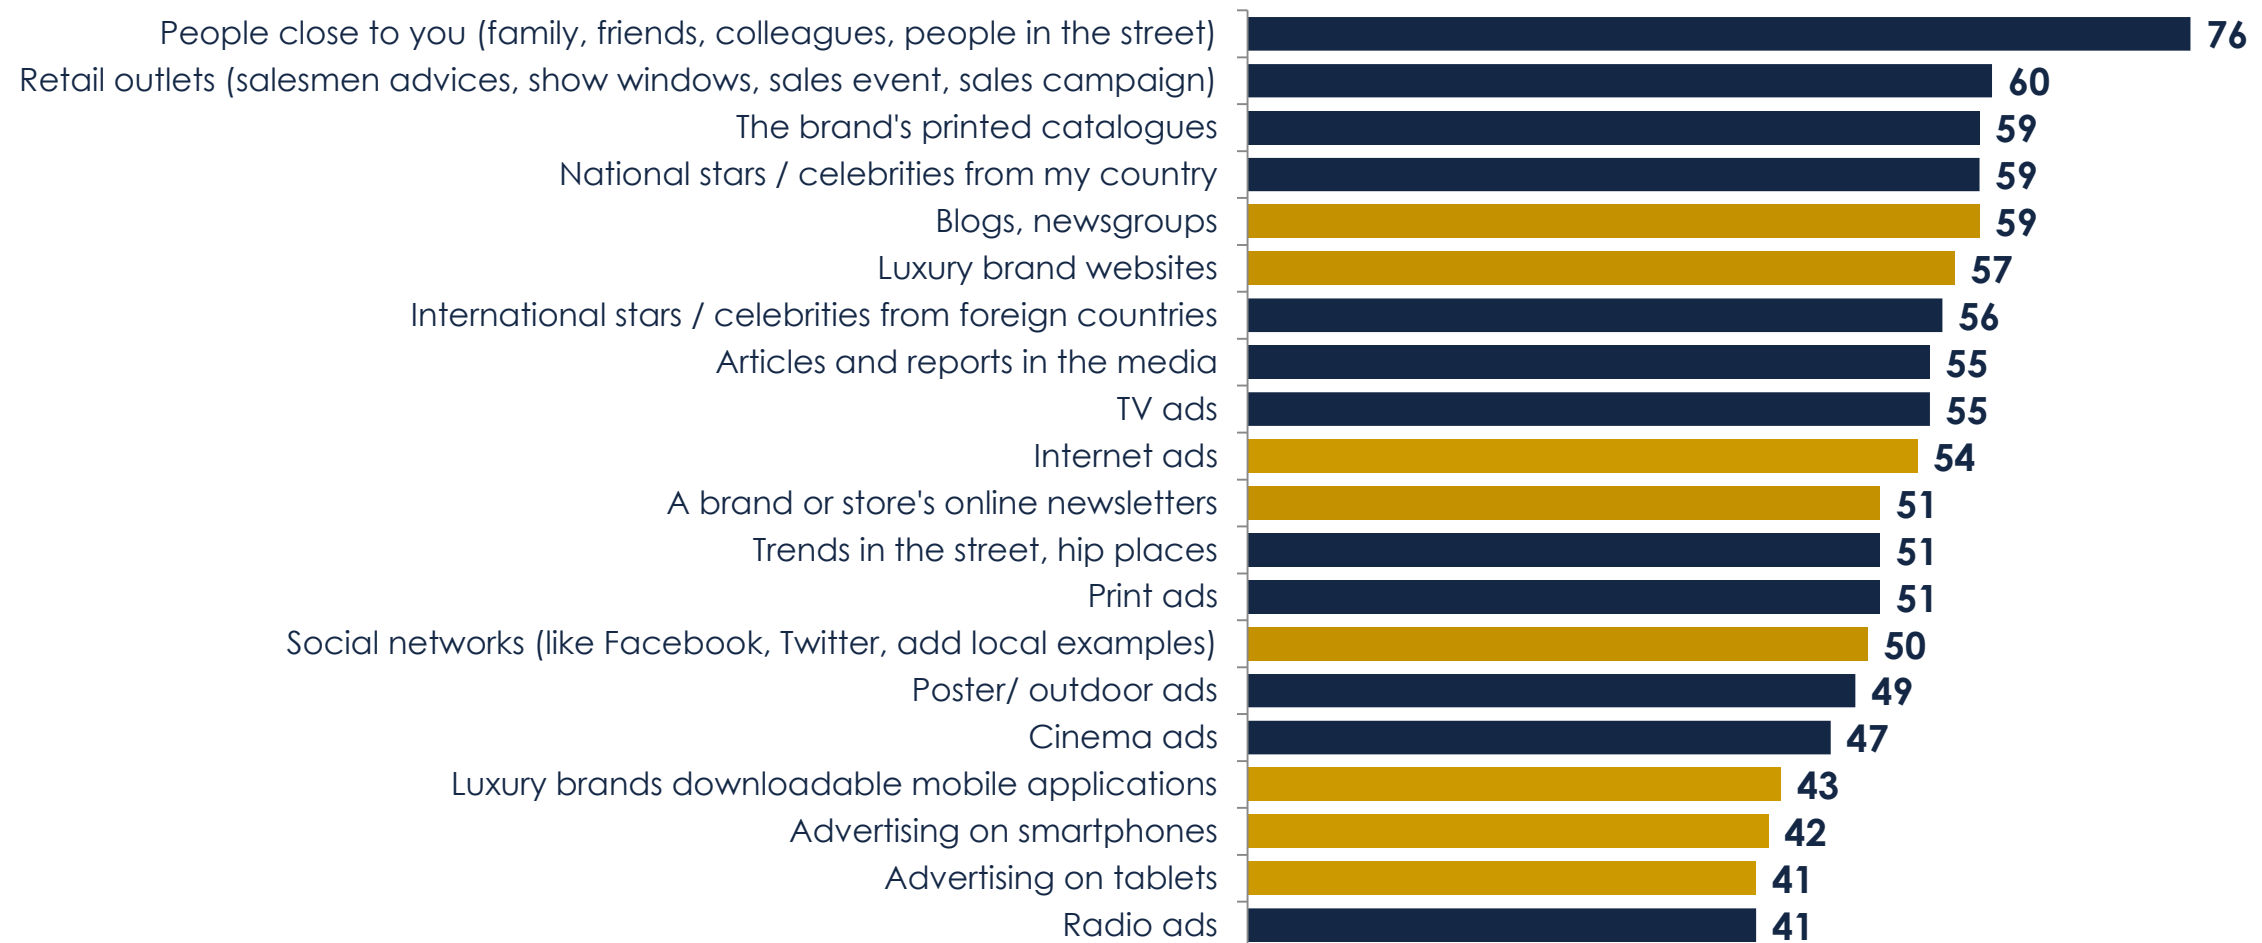 People close to you (family, friends, colleagues, people in the street) 76
Retail outlets (salesmen advices, show windows, sales event, sales campaign) 60
The brand's printed catalogues 59
National stars / celebrities from my country 59
Blogs, newsgroups 59
Luxury brand websites 57
International stars / celebrities from foreign countries 56
Articles and reports in the media 55
TV ads 55
Internet ads 54
A brand or store's online newsletters 51
Trends in the street, hip places 51
Print ads 51
Social networks (like Facebook, Twitter, add local examples) 50
Poster/ outdoor ads 49
Cinema ads 47
Luxury brands downloadable mobile applications 43
Advertising on smartphones 42
Advertising on tablets 41
Radio ads 41